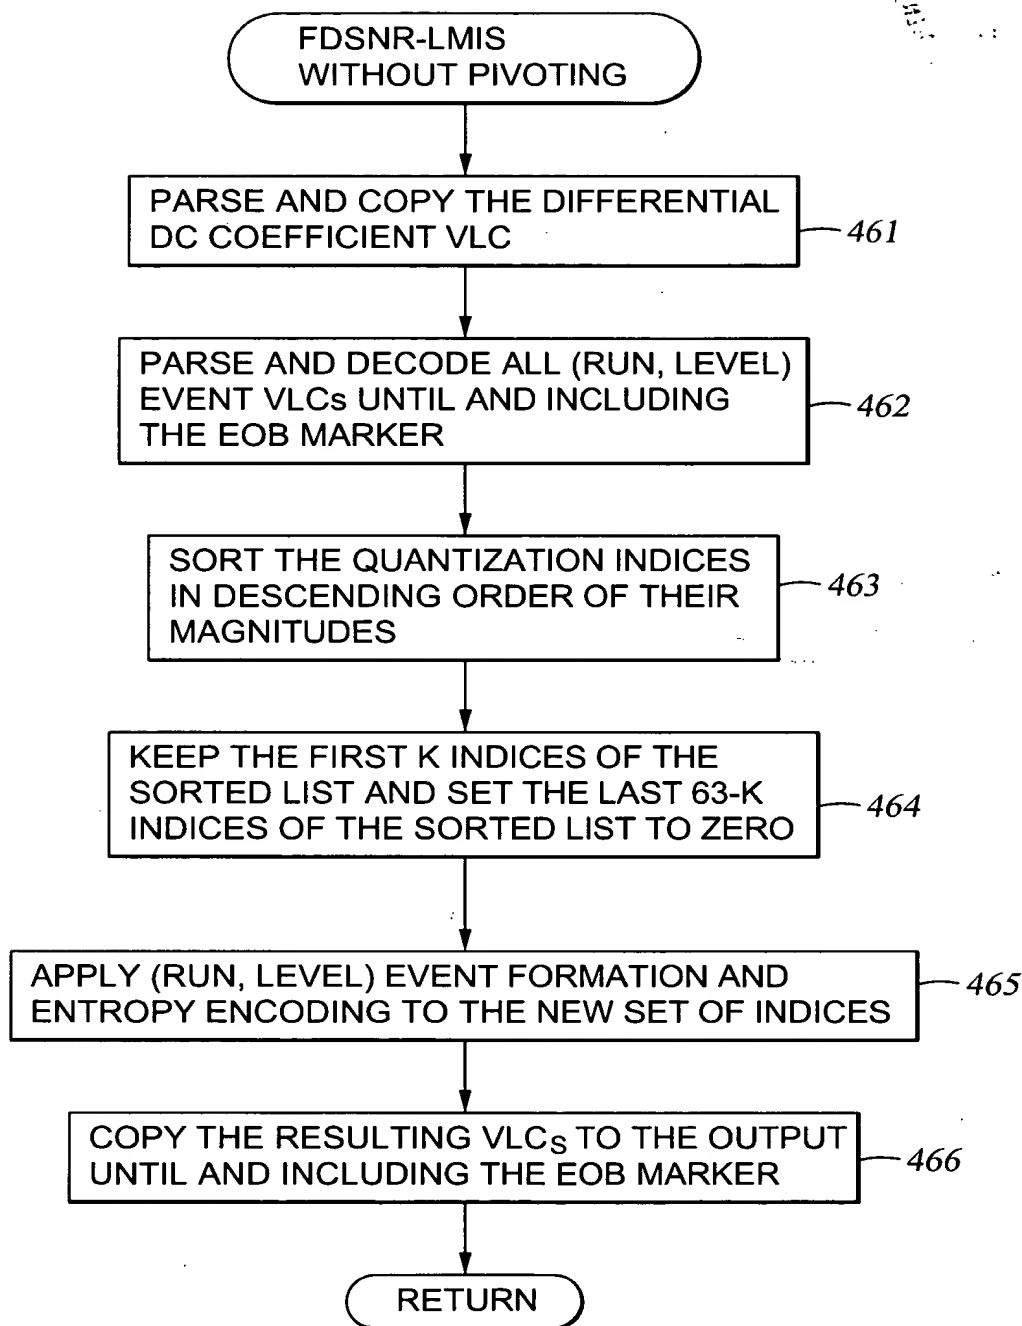 FDSNR-LMIS
WITHOUT PIVOTING
PARSE AND COPY THE DIFFERENTIAL
DC COEFFICIENT VLC
461
PARSE AND DECODE ALL (RUN, LEVEL)
EVENT VLCs UNTIL AND INCLUDING
THE EOB MARKER
462
SORT THE QUANTIZATION INDICES
IN DESCENDING ORDER OF THEIR
MAGNITUDES
463
KEEP THE FIRST K INDICES OF THE
SORTED LIST AND SET THE LAST 63-K
INDICES OF THE SORTED LIST TO ZERO
464
APPLY (RUN, LEVEL) EVENT FORMATION AND
ENTROPY ENCODING TO THE NEW SET OF INDICES
465
COPY THE RESULTING VLCS TO THE OUTPUT
UNTIL AND INCLUDING THE EOB MARKER
466
RETURN